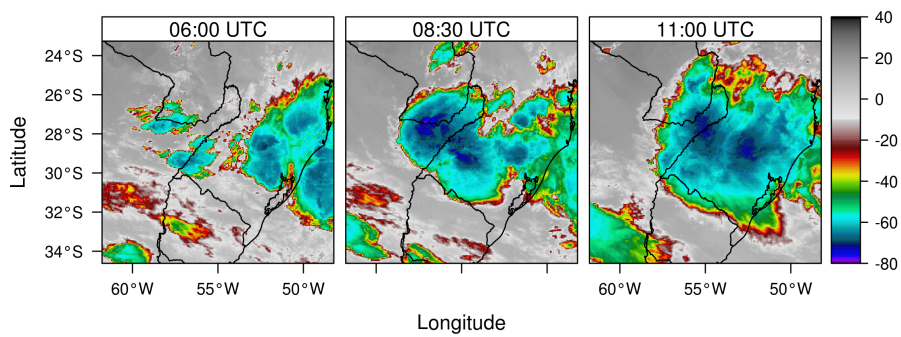 06:00 UTC
08:30 UTC
11:00 UTC
Latitude
24°S
26°S
28°S
30°S
32°S
34°S
60°W
55°W
50°W
60°W
55°W
50°W
Longitude
40
20
0
-20
-40
-60
-80